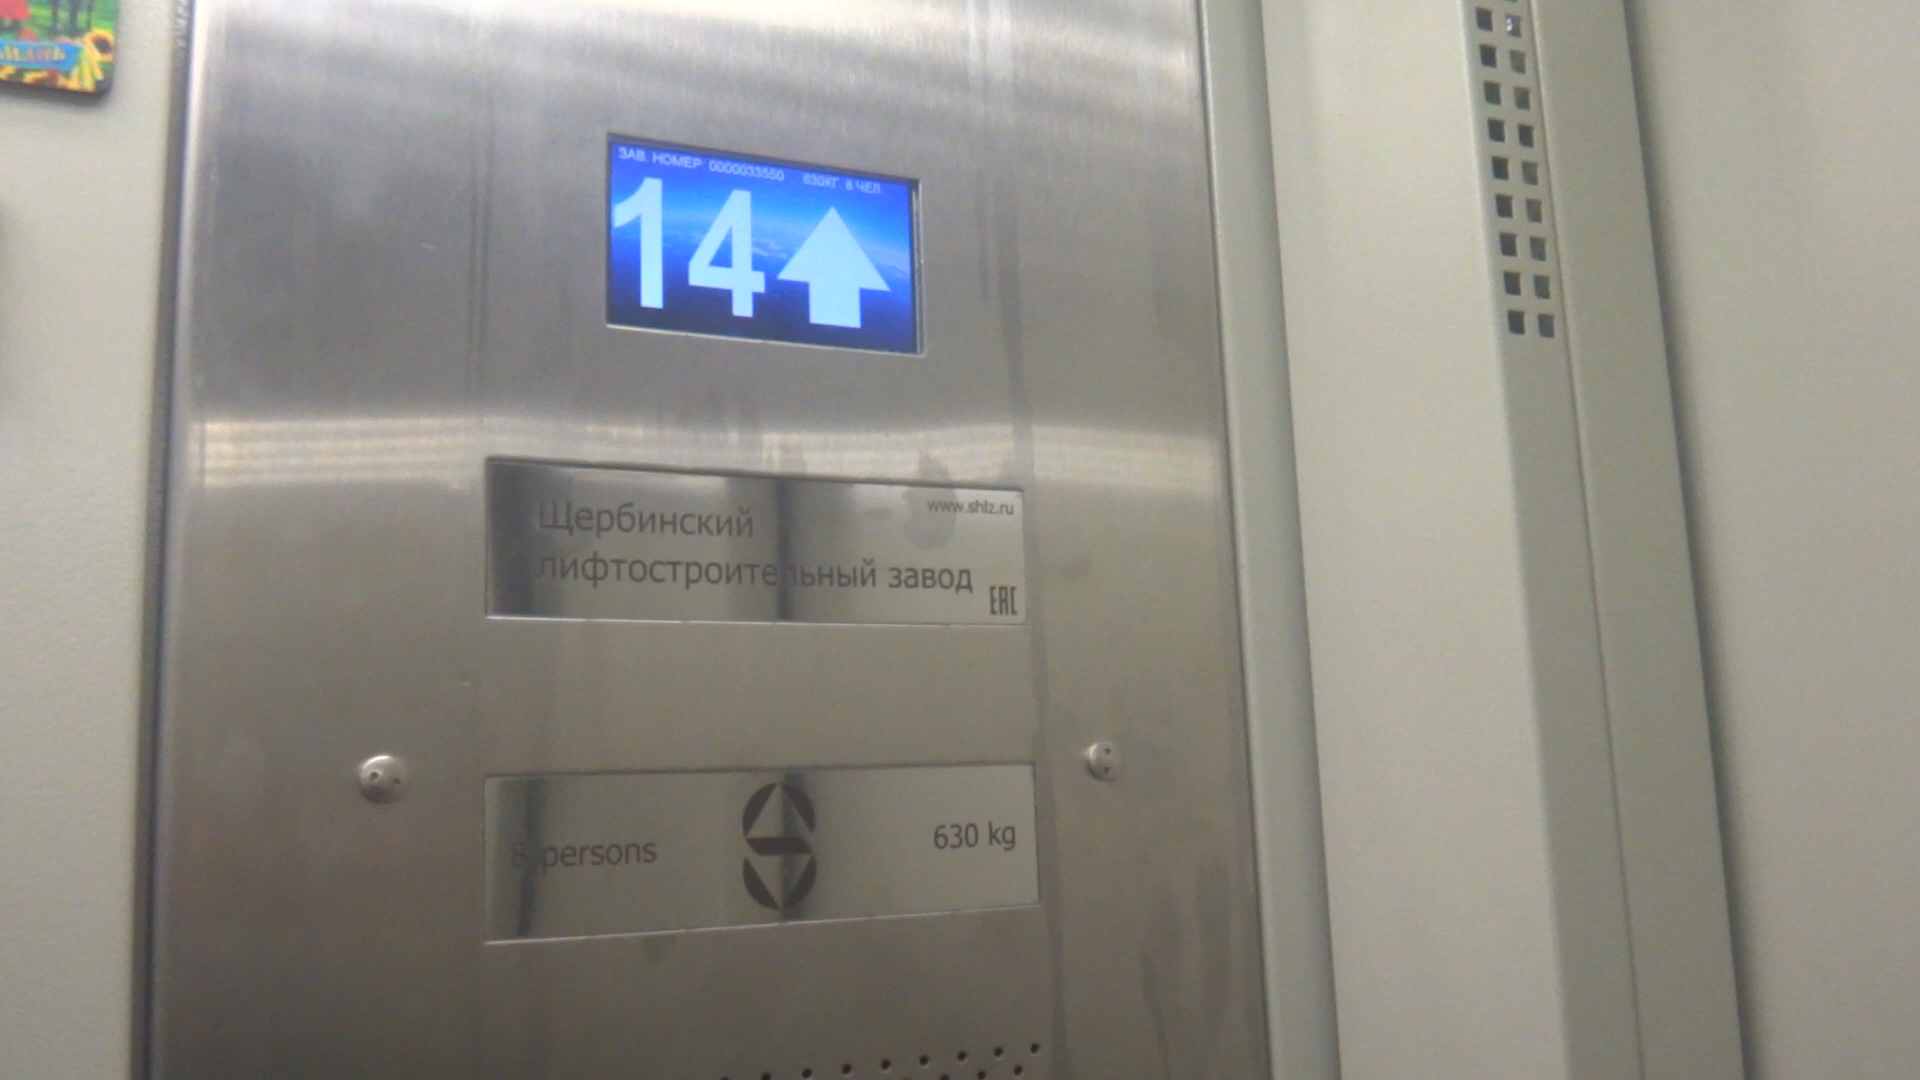 ЗАВ. НОМЕР: 0000033550 630КГ. 8 ЧЕЛ.
14
www.shlz.ru
Щербинский
лифтостроительный завод
EAC
8 persons
630 kg